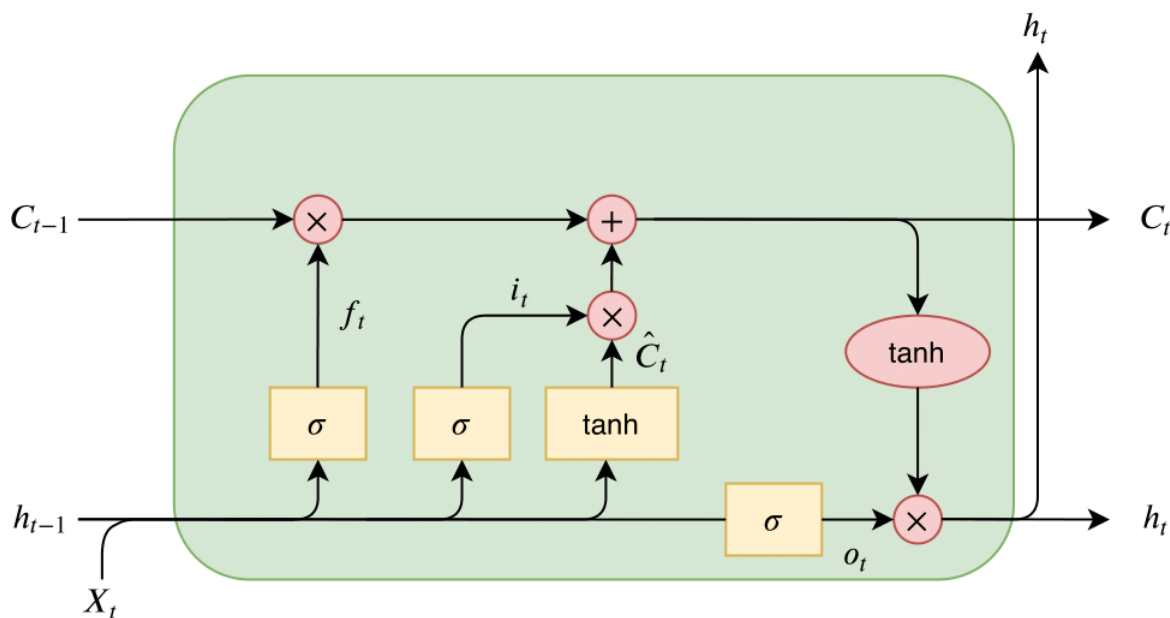 h_t
C_{t-1}
×
+
C_t
f_t
i_t
×
Ĉ_t
tanh
σ
σ
tanh
h_{t-1}
σ
×
h_t
o_t
X_t